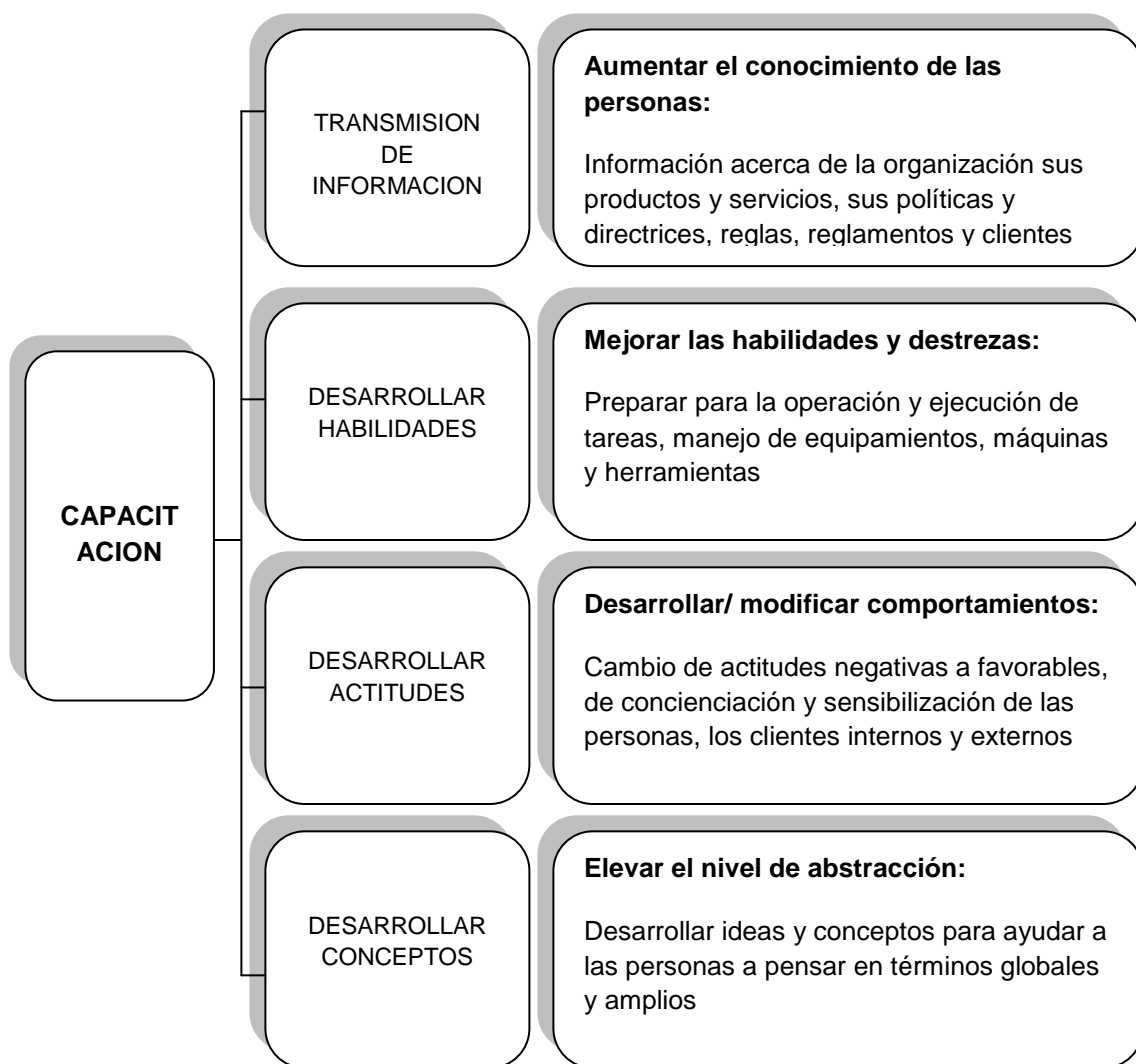 TRANSMISION
DE
INFORMACION
Aumentar el conocimiento de las
personas:
Información acerca de la organización sus
productos y servicios, sus políticas y
directrices, reglas, reglamentos y clientes
DESARROLLAR
HABILIDADES
Mejorar las habilidades y destrezas:
Preparar para la operación y ejecución de
tareas, manejo de equipamientos, máquinas
y herramientas
CAPACIT
ACION
DESARROLLAR
ACTITUDES
Desarrollar/ modificar comportamientos:
Cambio de actitudes negativas a favorables,
de concienciación y sensibilización de las
personas, los clientes internos y externos
DESARROLLAR
CONCEPTOS
Elevar el nivel de abstracción:
Desarrollar ideas y conceptos para ayudar a
las personas a pensar en términos globales
y amplios